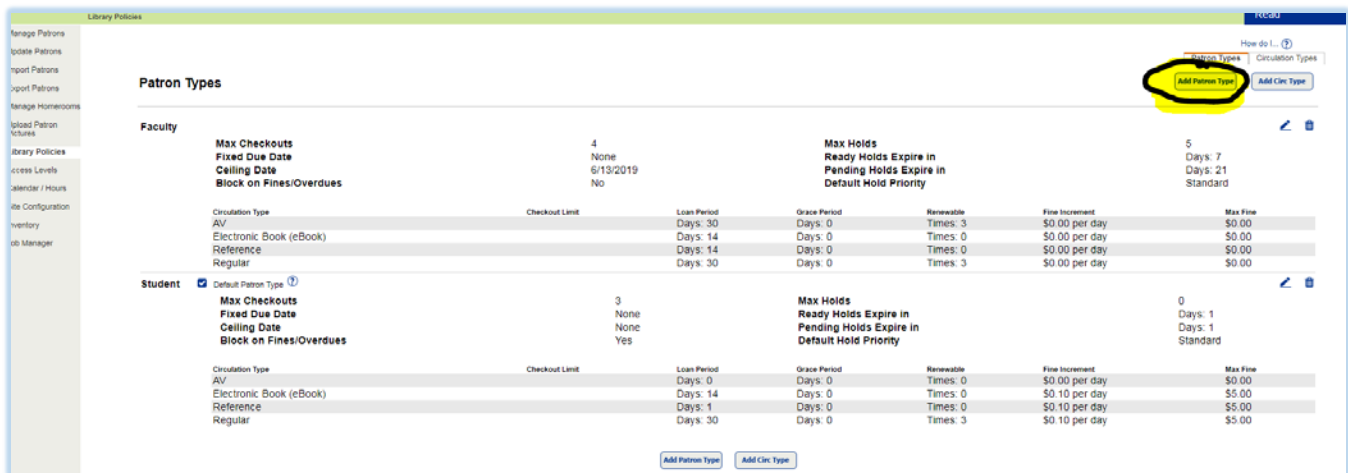 Library Policies
Read
Manage Patrons
Update Patrons
Import Patrons
Export Patrons
Manage Homerooms
Upload Patron
Pictures
Library Policies
Access Levels
Calendar / Hours
Site Configuration
Inventory
Job Manager
How do I... ?
Patron Types Circulation Types
Patron Types
Add Patron Type Add Circ Type
Faculty
Max Checkouts 4 Max Holds 5
Fixed Due Date None Ready Holds Expire in Days: 7
Ceiling Date 6/13/2019 Pending Holds Expire in Days: 21
Block on Fines/Overdues No Default Hold Priority Standard
Circulation Type Checkout Limit Loan Period Grace Period Renewable Fine Increment Max Fine
AV Days: 30 Days: 0 Times: 3 $0.00 per day $0.00
Electronic Book (eBook) Days: 14 Days: 0 Times: 0 $0.00 per day $0.00
Reference Days: 14 Days: 0 Times: 0 $0.00 per day $0.00
Regular Days: 30 Days: 0 Times: 3 $0.00 per day $0.00
Student Default Patron Type ?
Max Checkouts 3 Max Holds 0
Fixed Due Date None Ready Holds Expire in Days: 1
Ceiling Date None Pending Holds Expire in Days: 1
Block on Fines/Overdues Yes Default Hold Priority Standard
Circulation Type Checkout Limit Loan Period Grace Period Renewable Fine Increment Max Fine
AV Days: 0 Days: 0 Times: 0 $0.00 per day $0.00
Electronic Book (eBook) Days: 14 Days: 0 Times: 0 $0.10 per day $5.00
Reference Days: 1 Days: 0 Times: 0 $0.10 per day $5.00
Regular Days: 30 Days: 0 Times: 3 $0.10 per day $5.00
Add Patron Type Add Circ Type